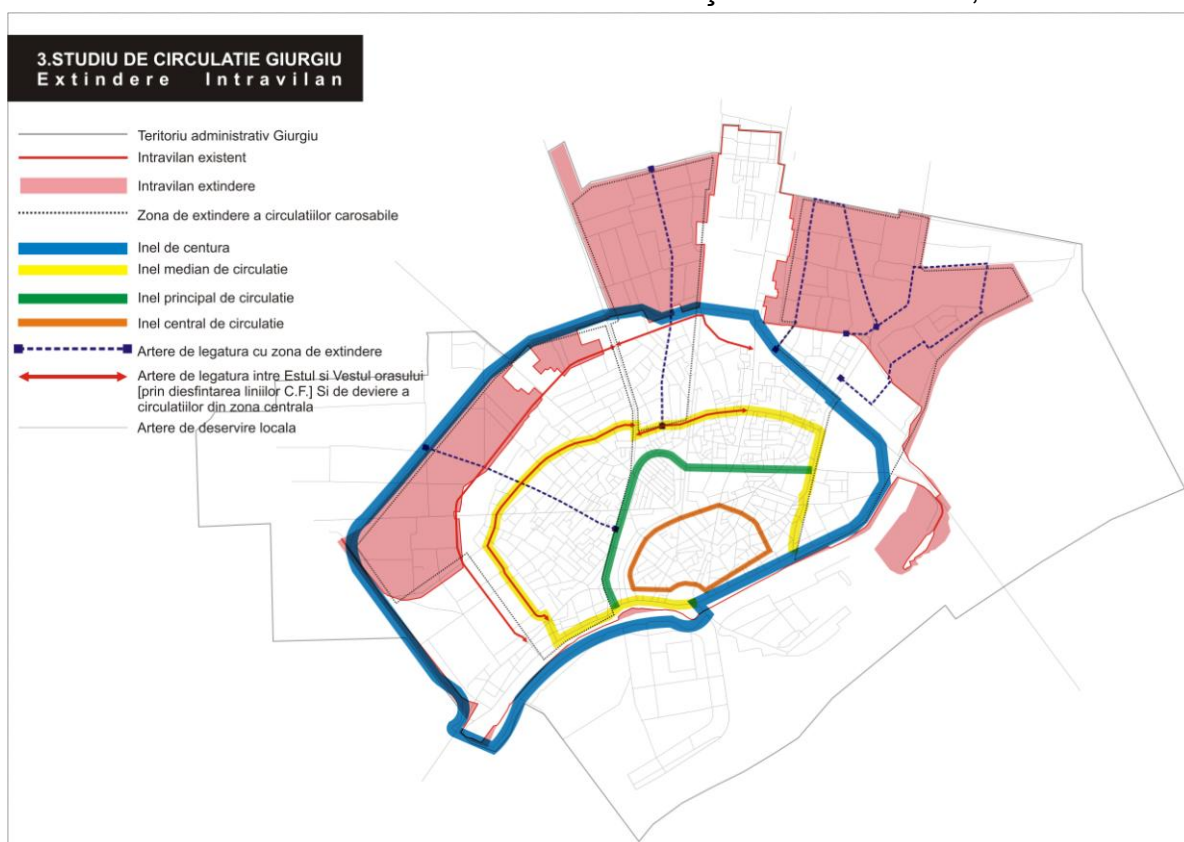 3.STUDIU DE CIRCULATIE GIURGIU
Extindere Intravilan
Teritoriu administrativ Giurgiu
Intravilan existent
Intravilan extindere
Zona de extindere a circulatiilor carosabile
Inel de centura
Inel median de circulatie
Inel principal de circulatie
Inel central de circulatie
Artere de legatura cu zona de extindere
Artere de legatura intre Estul si Vestul orasului
[prin diesfintarea liniilor C.F.] Si de deviere a
circulatiilor din zona centrala
Artere de deservire locala